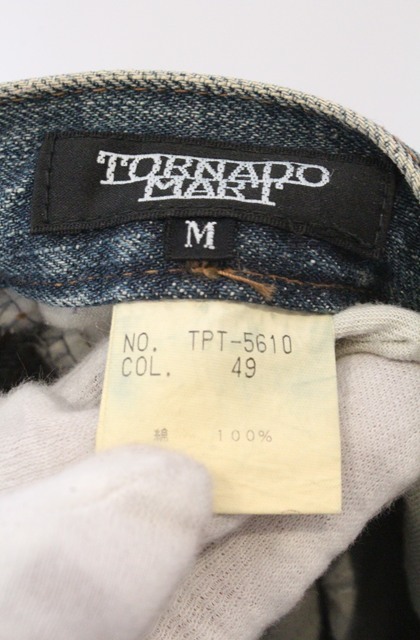 TORNADO
MART
M
NO. TPT-5610
COL. 49
綿 100%